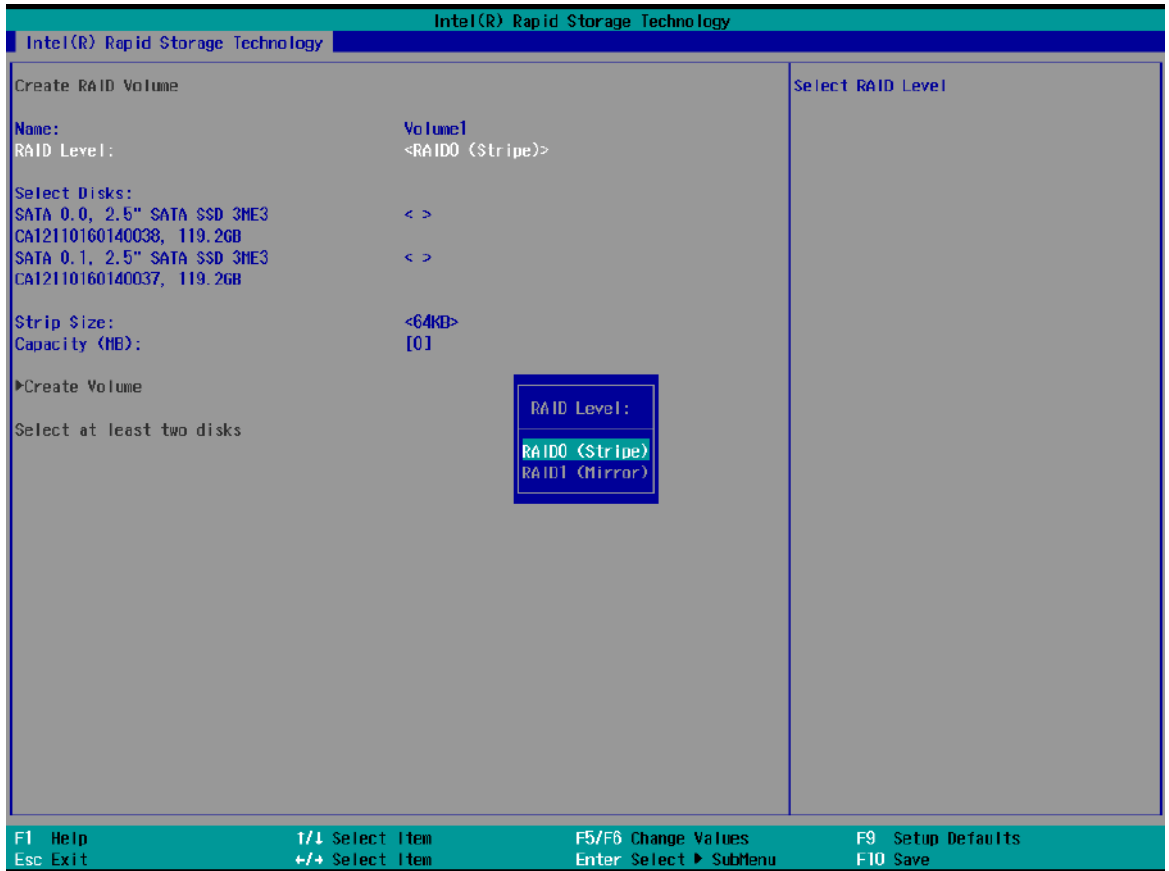 Intel(R) Rapid Storage Technology
Intel(R) Rapid Storage Technology
Create RAID Volume
Select RAID Level
Name: Volume1
RAID Level: <RAID0 (Stripe)>
Select Disks:
SATA 0.0, 2.5" SATA SSD 3ME3 < >
CA12110160140038, 119.2GB
SATA 0.1, 2.5" SATA SSD 3ME3 < >
CA12110160140037, 119.2GB
Strip Size: <64KB>
Capacity (MB): [0]
▶Create Volume
Select at least two disks
RAID Level:
RAID0 (Stripe)
RAID1 (Mirror)
F1 Help ↑/↓ Select Item F5/F6 Change Values F9 Setup Defaults
Esc Exit ←/→ Select Item Enter Select ▶ SubMenu F10 Save